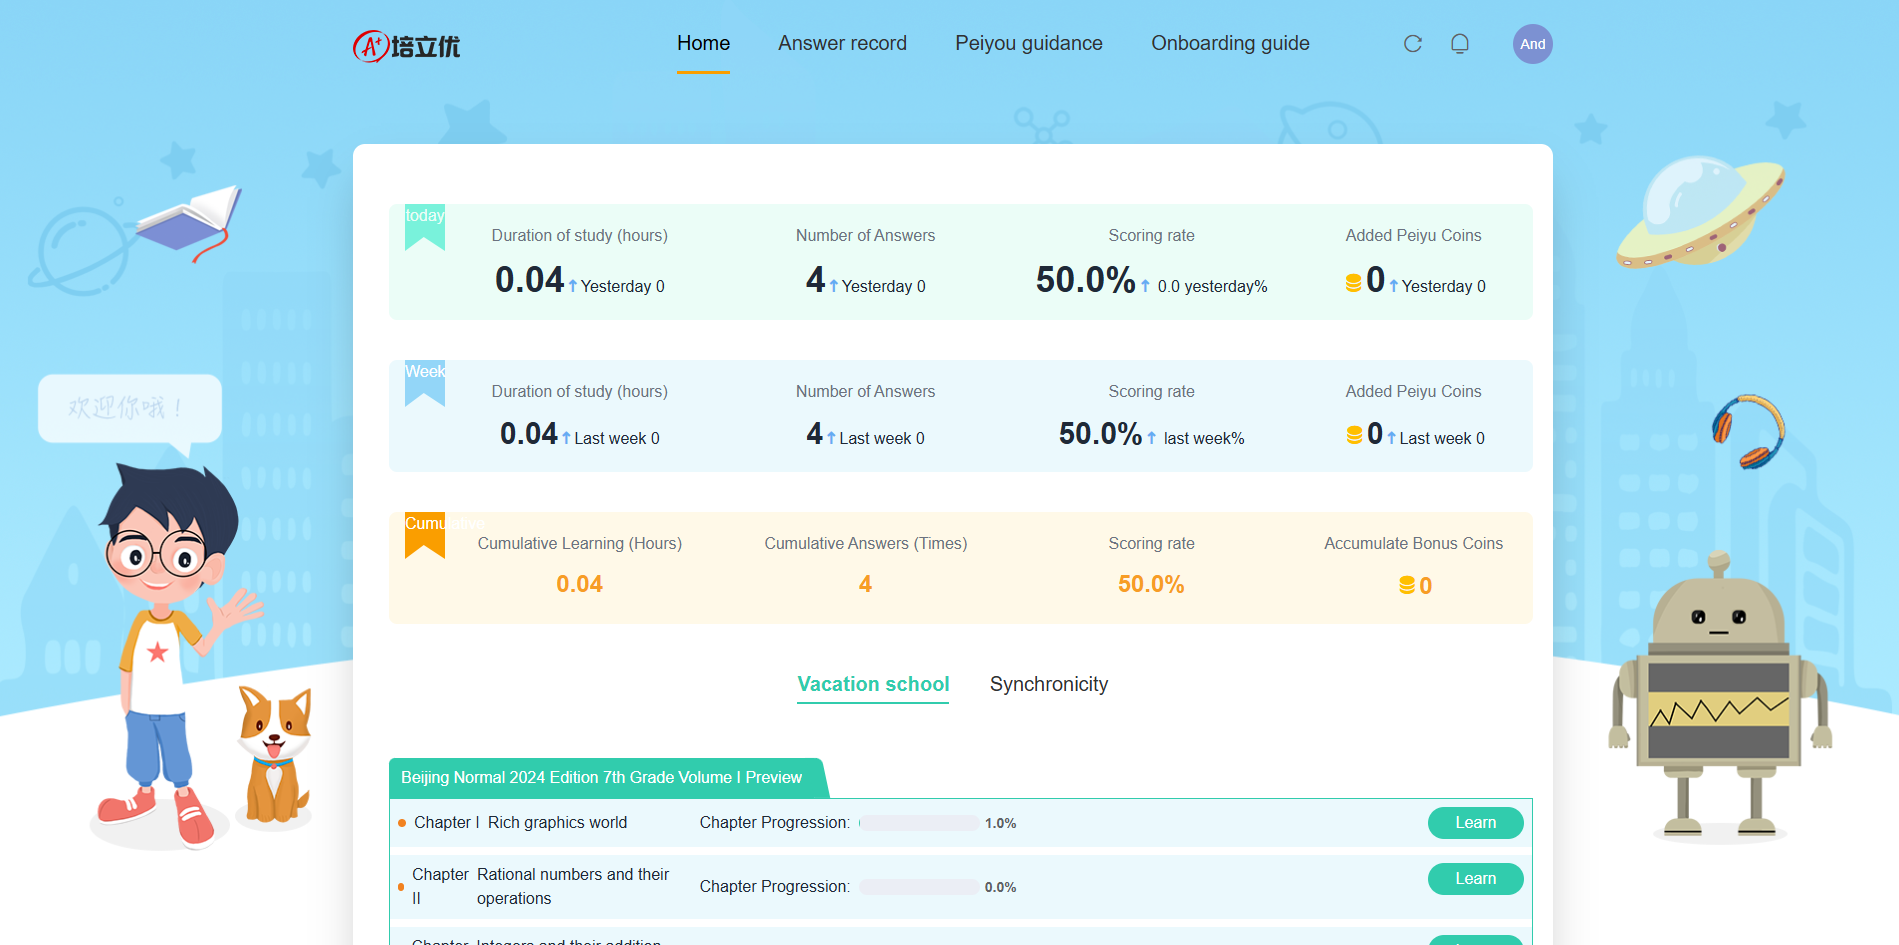 A+培立优
Home Answer record Peiyou guidance Onboarding guide And
today
Duration of study (hours) Number of Answers Scoring rate Added Peiyu Coins
0.04 Yesterday 0 4 Yesterday 0 50.0% 0.0 yesterday% 0 Yesterday 0
Week
Duration of study (hours) Number of Answers Scoring rate Added Peiyu Coins
0.04 Last week 0 4 Last week 0 50.0% last week% 0 Last week 0
欢迎你哦！
Cumulative
Cumulative Learning (Hours) Cumulative Answers (Times) Scoring rate Accumulate Bonus Coins
0.04 4 50.0% 0
Vacation school Synchronicity
Beijing Normal 2024 Edition 7th Grade Volume I Preview
Chapter I Rich graphics world Chapter Progression: 1.0% Learn
Chapter II Rational numbers and their operations Chapter Progression: 0.0% Learn
Chapter Integers and their addition